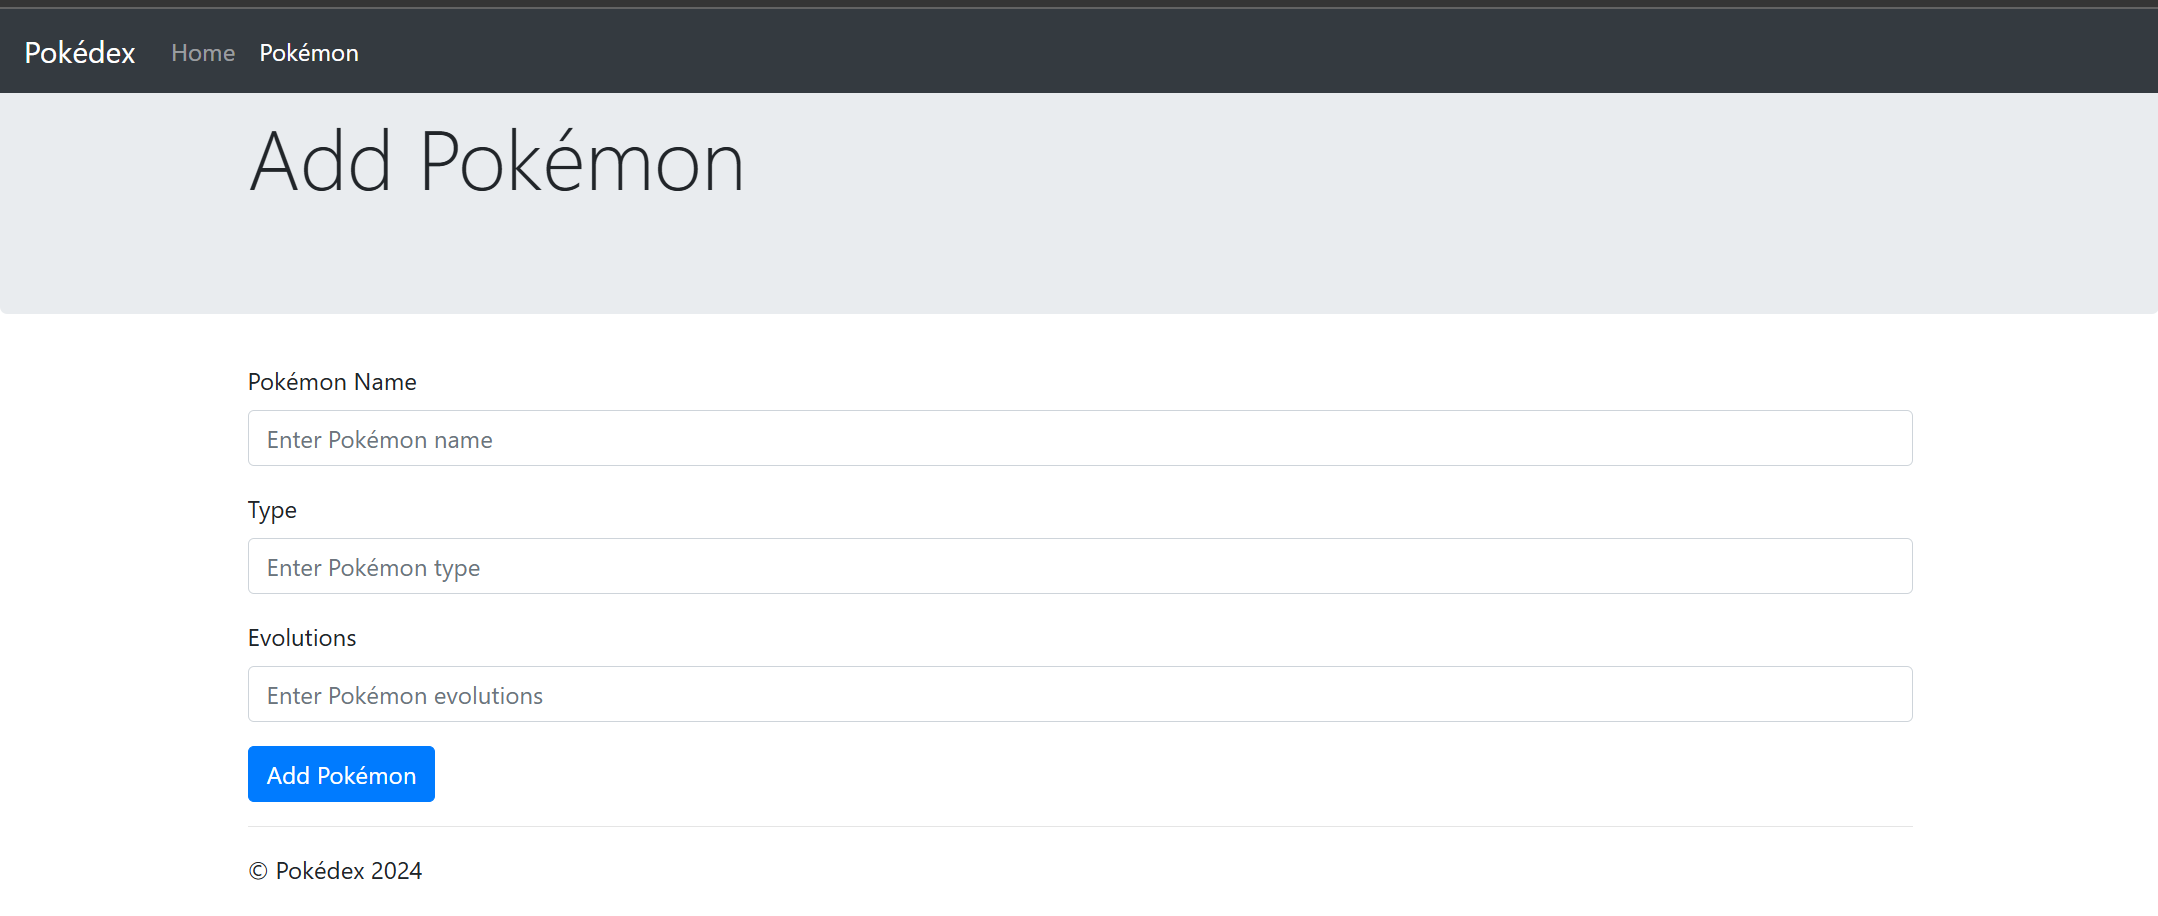 Pokédex Home Pokémon
Add Pokémon
Pokémon Name
Enter Pokémon name
Type
Enter Pokémon type
Evolutions
Enter Pokémon evolutions
Add Pokémon
© Pokédex 2024